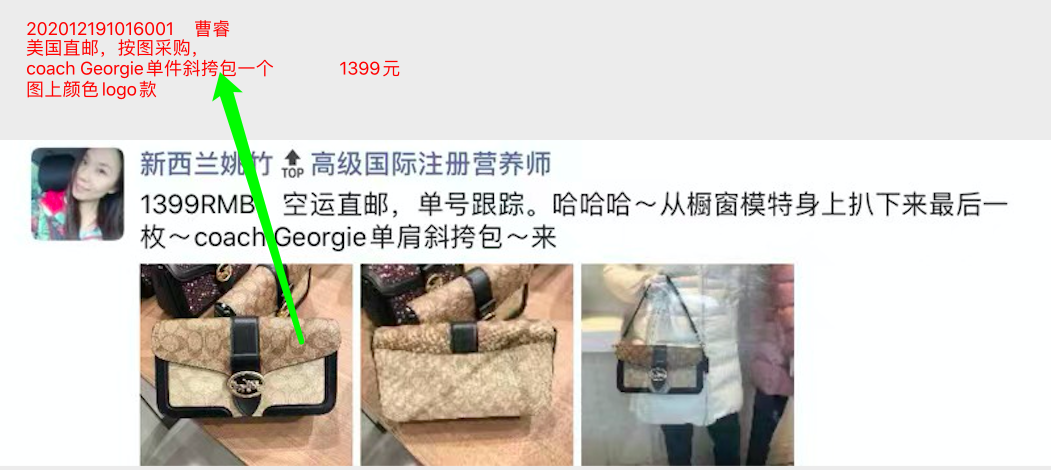 202012191016001 曹睿
美国直邮，按图采购，
coach Georgie单件斜挎包一个 1399元
图上颜色logo款
新西兰姚竹 TOP 高级国际注册营养师
1399RMB 空运直邮，单号跟踪。哈哈哈～从橱窗模特身上扒下来最后一
枚～coach Georgie单肩斜挎包～来